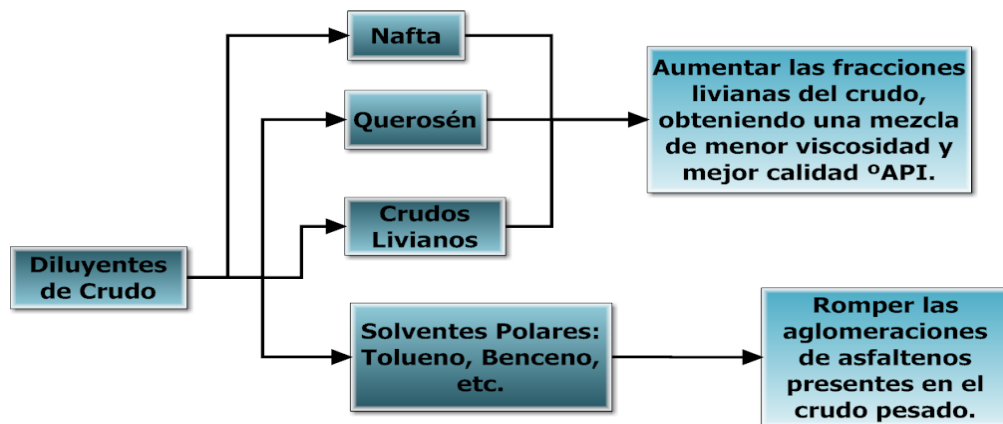 Nafta
Querosén
Crudos
Livianos
Diluyentes
de Crudo
Solventes Polares:
Tolueno, Benceno,
etc.
Aumentar las fracciones
livianas del crudo,
obteniendo una mezcla
de menor viscosidad y
mejor calidad ºAPI.
Romper las
aglomeraciones
de asfaltenos
presentes en el
crudo pesado.